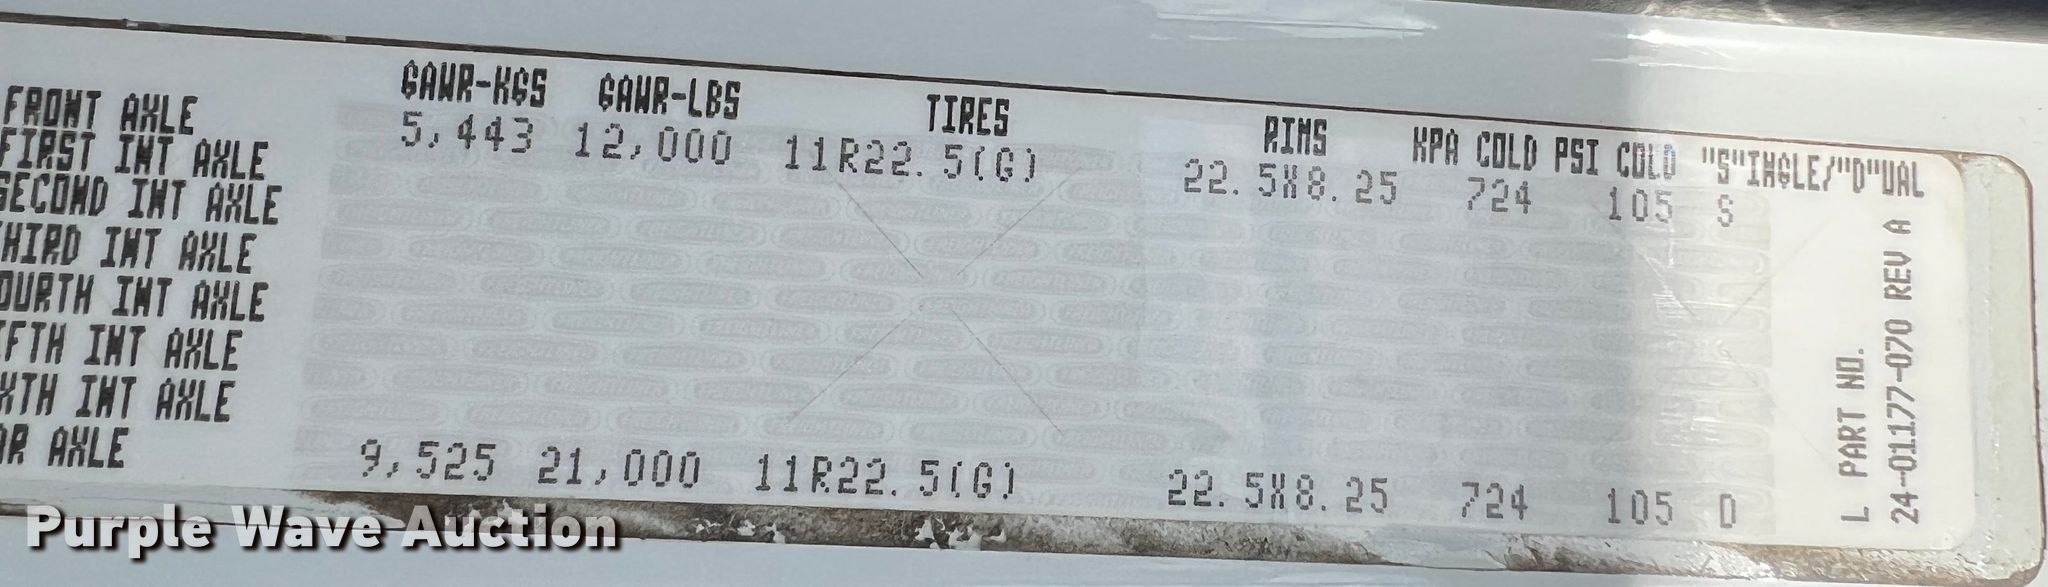 GAWR-KGS GAWR-LBS TIRES RIMS KPA COLD PSI COLD "S"INGLE/"D"UAL
FRONT AXLE 5,443 12,000 11R22.5(G) 22.5X8.25 724 105 S
FIRST INT AXLE
SECOND INT AXLE
HIRD INT AXLE
OURTH INT AXLE
IFTH INT AXLE
XTH INT AXLE
AR AXLE 9,525 21,000 11R22.5(G) 22.5X8.25 724 105 D
L PART NO.
24-01177-070 REV A
Purple Wave Auction